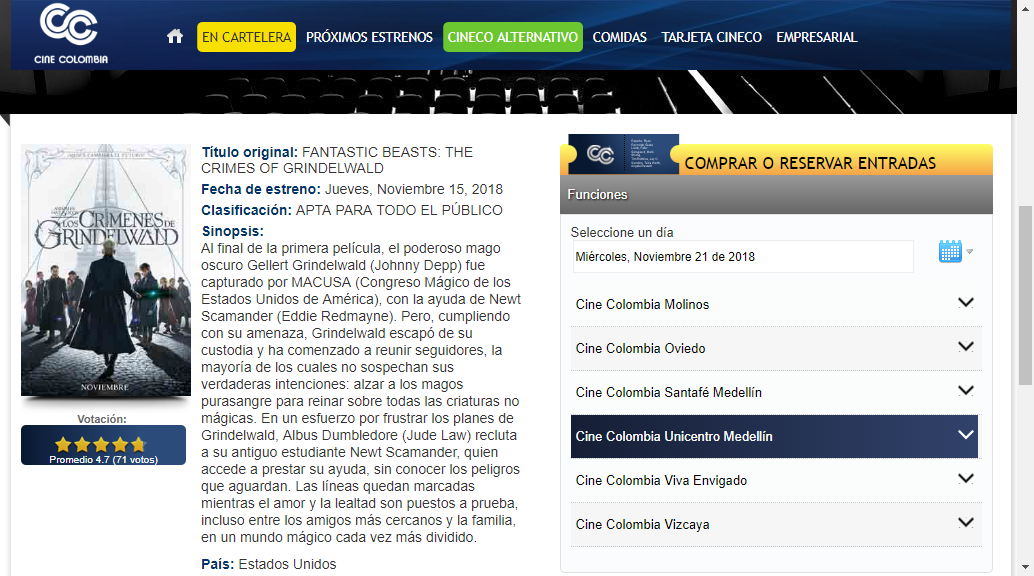 CINE COLOMBIA
EN CARTELERA
PRÓXIMOS ESTRENOS
CINECO ALTERNATIVO
COMIDAS
TARJETA CINECO
EMPRESARIAL
LOS CRÍMENES DE
GRINDELWALD
NOVIEMBRE
Votación:
Promedio 4.7 (71 votos)
Título original: FANTASTIC BEASTS: THE
CRIMES OF GRINDELWALD
Fecha de estreno: Jueves, Noviembre 15, 2018
Clasificación: APTA PARA TODO EL PÚBLICO
Sinopsis:
Al final de la primera película, el poderoso mago
oscuro Gellert Grindelwald (Johnny Depp) fue
capturado por MACUSA (Congreso Mágico de los
Estados Unidos de América), con la ayuda de Newt
Scamander (Eddie Redmayne). Pero, cumpliendo
con su amenaza, Grindelwald escapó de su
custodia y ha comenzado a reunir seguidores, la
mayoría de los cuales no sospechan sus
verdaderas intenciones: alzar a los magos
purasangre para reinar sobre todas las criaturas no
mágicas. En un esfuerzo por frustrar los planes de
Grindelwald, Albus Dumbledore (Jude Law) recluta
a su antiguo estudiante Newt Scamander, quien
accede a prestar su ayuda, sin conocer los peligros
que aguardan. Las líneas quedan marcadas
mientras el amor y la lealtad son puestos a prueba,
incluso entre los amigos más cercanos y la familia,
en un mundo mágico cada vez más dividido.
País: Estados Unidos
COMPRAR O RESERVAR ENTRADAS
Funciones
Seleccione un día
Miércoles, Noviembre 21 de 2018
Cine Colombia Molinos
Cine Colombia Oviedo
Cine Colombia Santafé Medellín
Cine Colombia Unicentro Medellín
Cine Colombia Viva Envigado
Cine Colombia Vizcaya